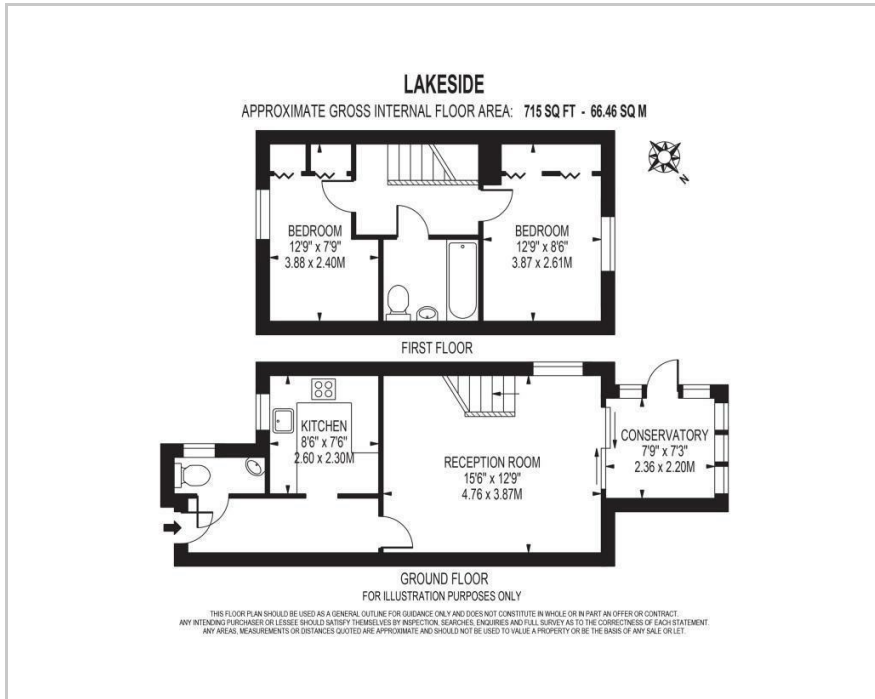 LAKESIDE
APPROXIMATE GROSS INTERNAL FLOOR AREA: 715 SQ FT - 66.46 SQ M
N
BEDROOM
12'9" x 7'9"
3.88 x 2.40M
BEDROOM
12'9" x 8'6"
3.87 x 2.61M
FIRST FLOOR
KITCHEN
8'6" x 7'6"
2.60 x 2.30M
RECEPTION ROOM
15'6" x 12'9"
4.76 x 3.87M
CONSERVATORY
7'9" x 7'3"
2.36 x 2.20M
GROUND FLOOR
FOR ILLUSTRATION PURPOSES ONLY
THIS FLOOR PLAN SHOULD BE USED AS A GENERAL OUTLINE FOR GUIDANCE ONLY AND DOES NOT CONSTITUTE IN WHOLE OR IN PART AN OFFER OR CONTRACT.
ANY INTENDING PURCHASER OR LESSEE SHOULD SATISFY THEMSELVES BY INSPECTION, SEARCHES, ENQUIRIES AND FULL SURVEY AS TO THE CORRECTNESS OF EACH STATEMENT.
ANY AREAS, MEASUREMENTS OR DISTANCES QUOTED ARE APPROXIMATE AND SHOULD NOT BE USED TO VALUE A PROPERTY OR BE THE BASIS OF ANY SALE OR LET.